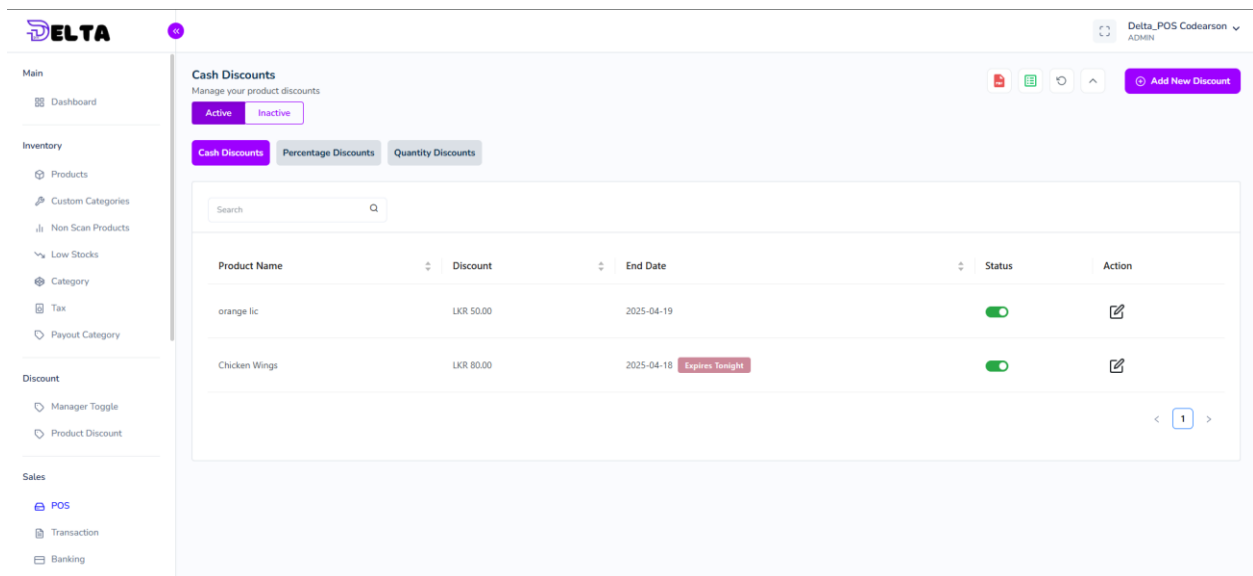 DELTA
«
Delta_POS Codearson
ADMIN
Main
Dashboard
Inventory
Products
Custom Categories
Non Scan Products
Low Stocks
Category
Tax
Payout Category
Discount
Manager Toggle
Product Discount
Sales
POS
Transaction
Banking
Cash Discounts
Manage your product discounts
Add New Discount
Active Inactive
Cash Discounts Percentage Discounts Quantity Discounts
Search
Product Name Discount End Date Status Action
orange lic LKR 50.00 2025-04-19
Chicken Wings LKR 80.00 2025-04-18 Expires Tonight
< 1 >